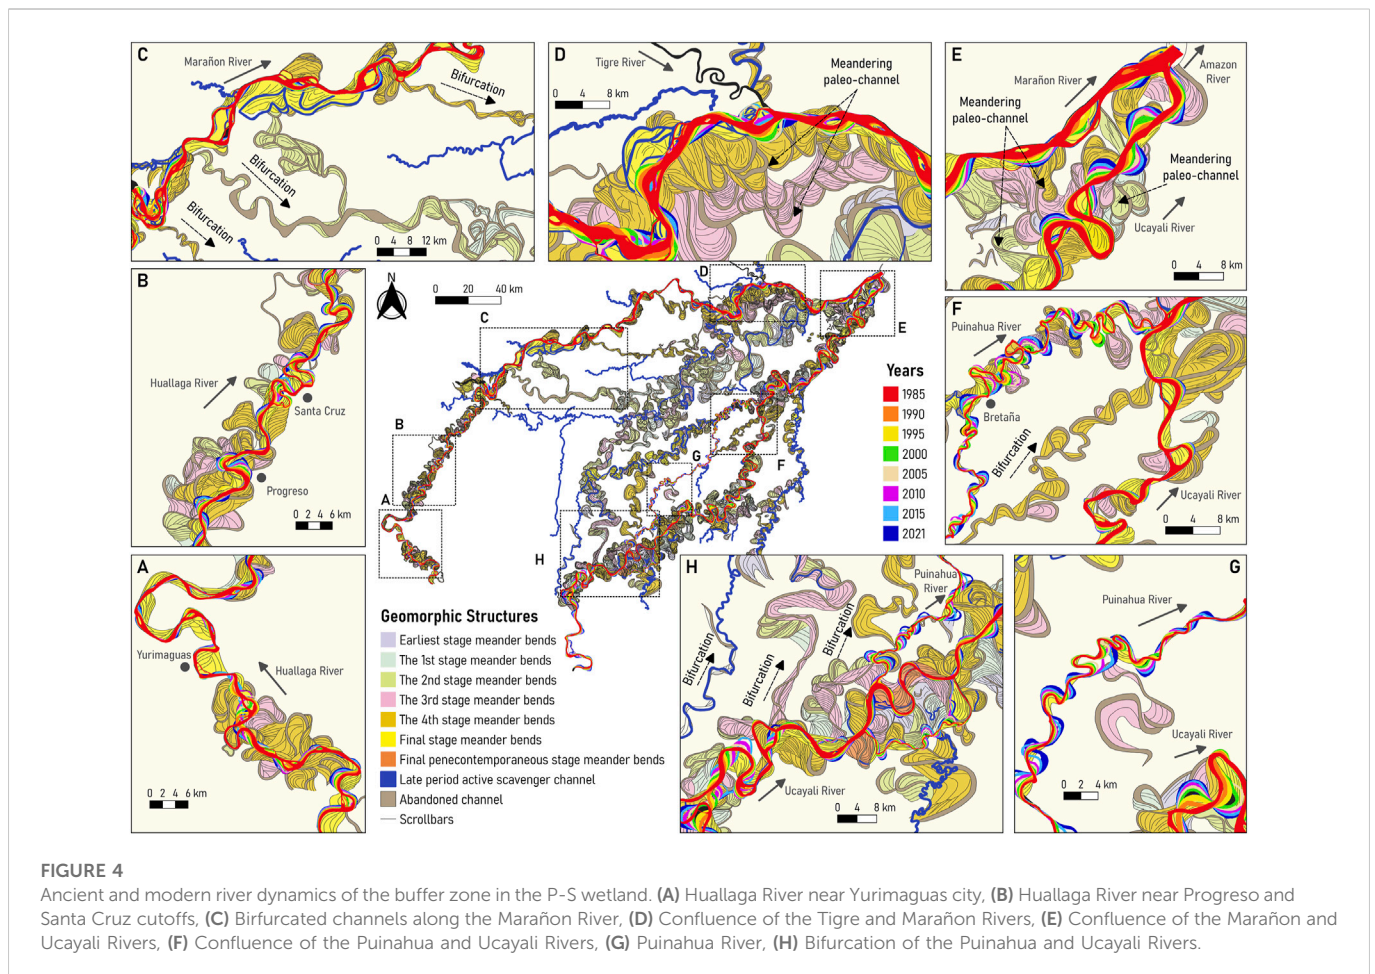 C
Marañon River
Bifurcation
Bifurcation
Bifurcation
0 4 8 12 km
D
Tigre River
0 4 8 km
Meandering
paleo-channel
E
Marañon River
Amazon
River
Meandering
paleo-channel
Meandering
paleo-channel
Ucayali River
0 4 8 km
B
Huallaga River
Santa Cruz
Progreso
0 2 4 6 km
N
0 20 40 km
A
B
C
D
E
F
G
H
Years
1985
1990
1995
2000
2005
2010
2015
2021
F
Puinahua River
Bretaña
Bifurcation
Ucayali River
0 4 8 km
A
Yurimaguas
Huallaga River
0 2 4 6 km
Geomorphic Structures
Earliest stage meander bends
The 1st stage meander bends
The 2nd stage meander bends
The 3rd stage meander bends
The 4th stage meander bends
Final stage meander bends
Final penecontemporaneous stage meander bends
Late period active scavenger channel
Abandoned channel
Scrollbars
H
Bifurcation
Bifurcation
Bifurcation
Puinahua
River
Ucayali River
0 4 8 km
G
Puinahua River
Ucayali River
0 2 4 km
FIGURE 4
Ancient and modern river dynamics of the buffer zone in the P-S wetland. (A) Huallaga River near Yurimaguas city, (B) Huallaga River near Progreso and
Santa Cruz cutoffs, (C) Birfurcated channels along the Marañon River, (D) Confluence of the Tigre and Marañon Rivers, (E) Confluence of the Marañon and
Ucayali Rivers, (F) Confluence of the Puinahua and Ucayali Rivers, (G) Puinahua River, (H) Bifurcation of the Puinahua and Ucayali Rivers.